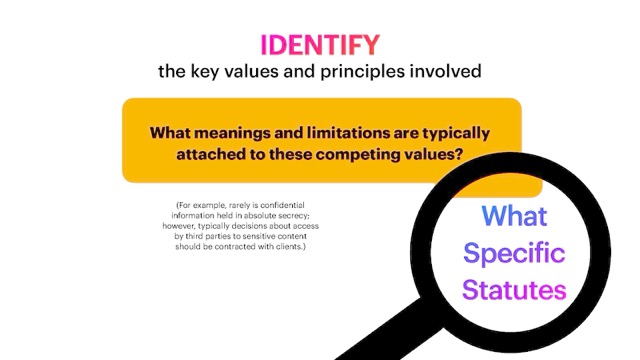 IDENTIFY
the key values and principles involved
What meanings and limitations are typically
attached to these competing values?
(For example, rarely is confidential
information held in absolute secrecy;
however, typically decisions about access
by third parties to sensitive content
should be contracted with clients.)
What
Specific
Statutes